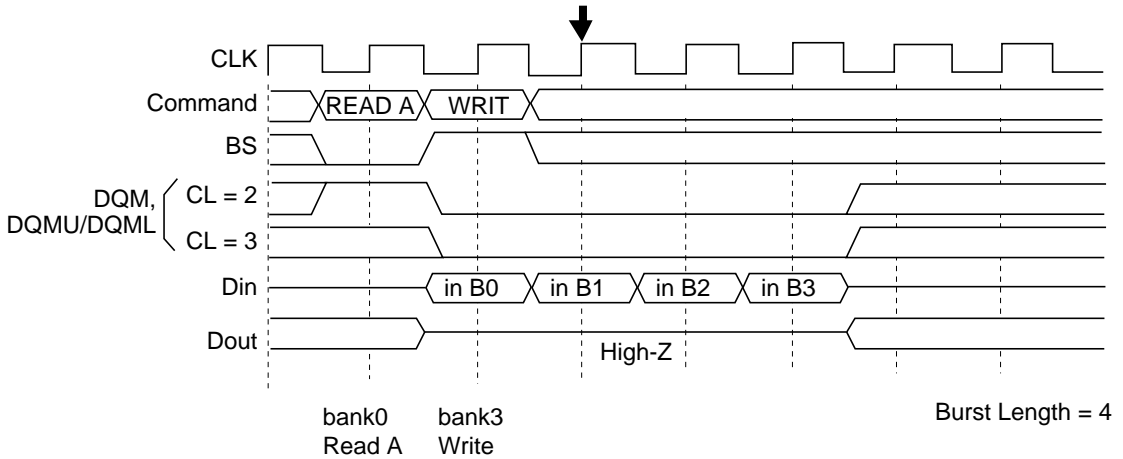 CLK
Command
READ A
WRIT
BS
DQM,
DQMU/DQML
CL = 2
CL = 3
Din
in B0
in B1
in B2
in B3
Dout
High-Z
bank0
Read A
bank3
Write
Burst Length = 4